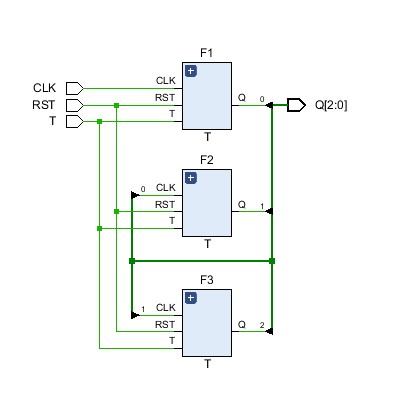 F1
CLK CLK
RST RST Q 0 Q[2:0]
T T
T
F2
0 CLK
RST Q 1
T
T
F3
1 CLK
RST Q 2
T
T